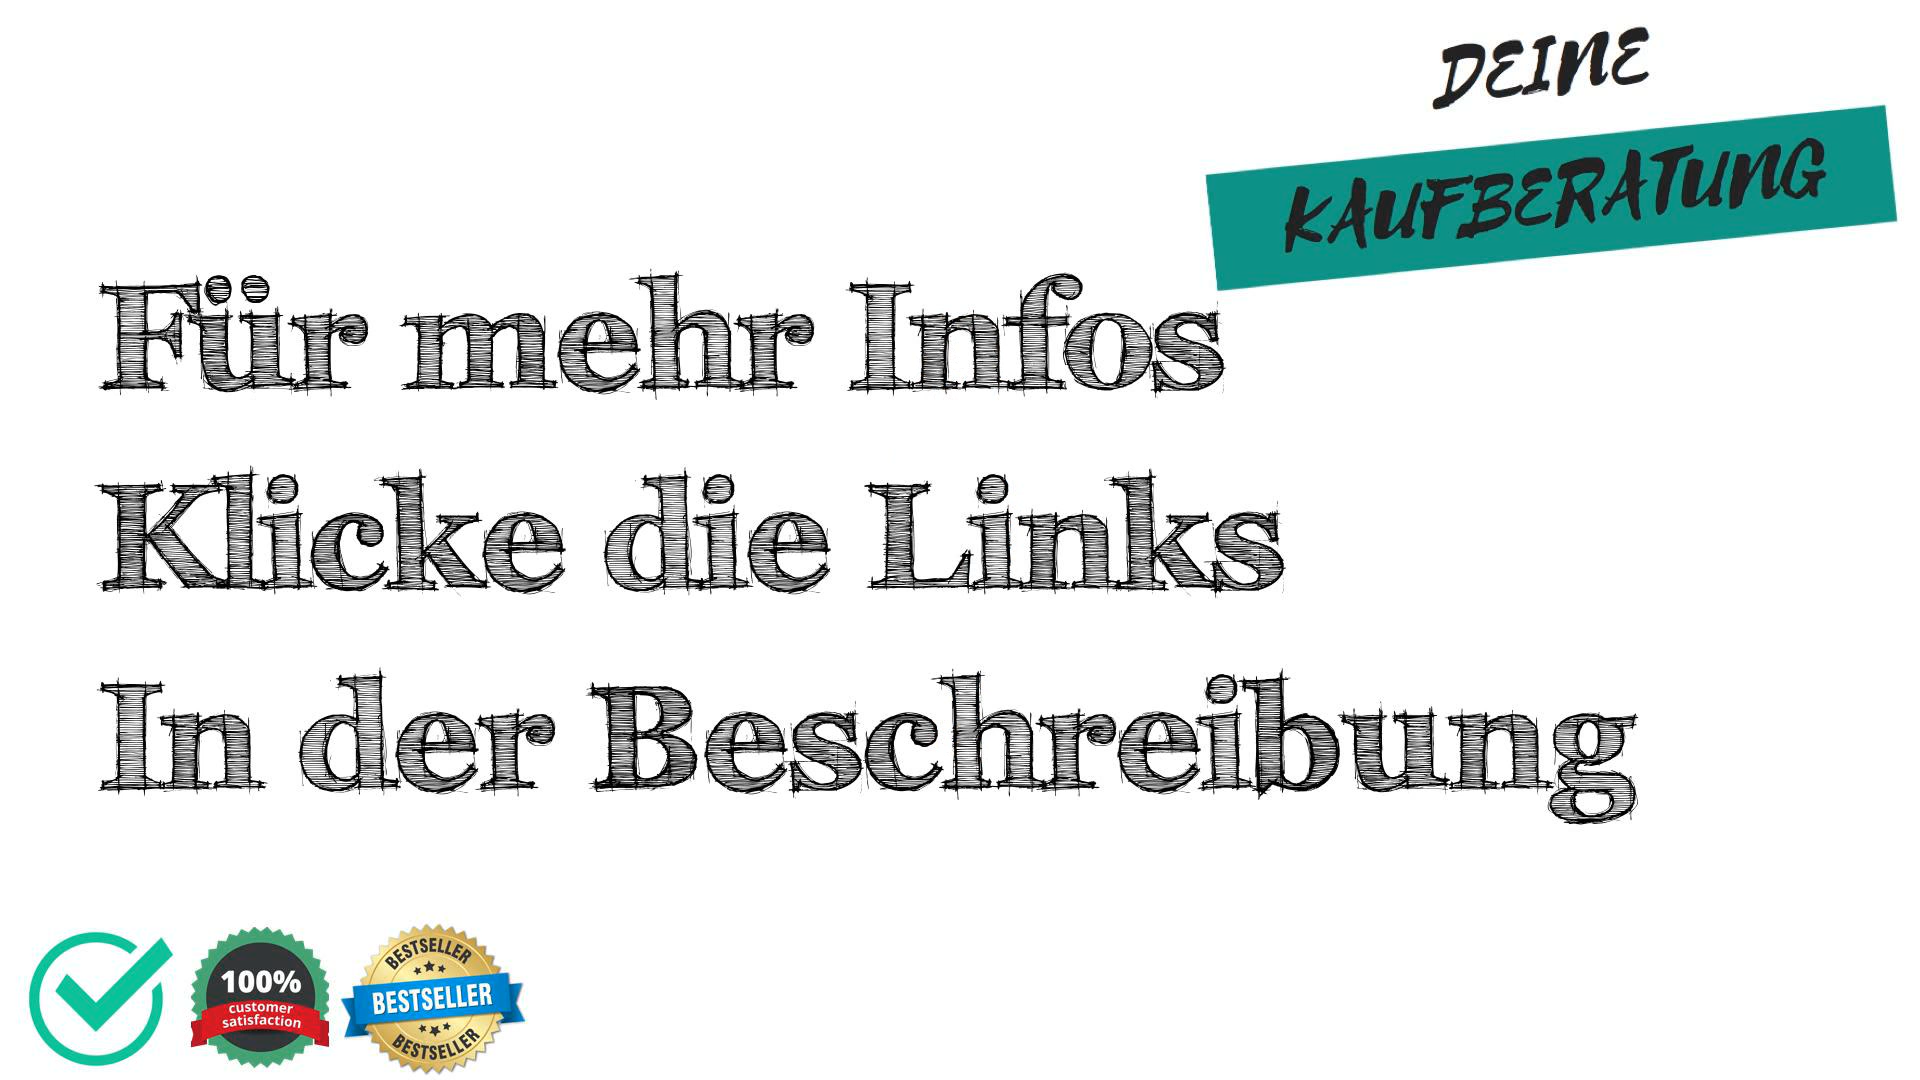 DEINE
KAUFBERATUNG
Für mehr Infos
Klicke die Links
In der Beschreibung
100%
customer
satisfaction
BESTSELLER
BESTSELLER
BESTSELLER